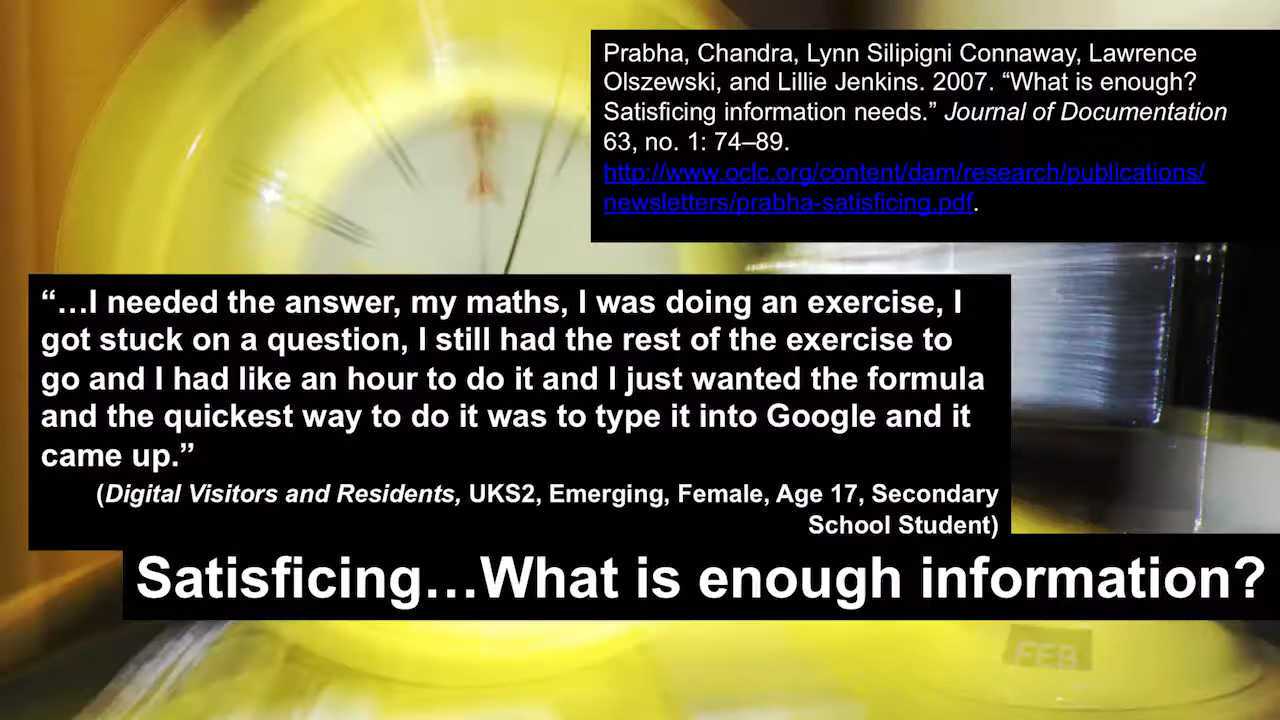 Prabha, Chandra, Lynn Silipigni Connaway, Lawrence
Olszewski, and Lillie Jenkins. 2007. “What is enough?
Satisficing information needs.” Journal of Documentation
63, no. 1: 74–89.
http://www.oclc.org/content/dam/research/publications/
newsletters/prabha-satisficing.pdf.
“…I needed the answer, my maths, I was doing an exercise, I
got stuck on a question, I still had the rest of the exercise to
go and I had like an hour to do it and I just wanted the formula
and the quickest way to do it was to type it into Google and it
came up.”
(Digital Visitors and Residents, UKS2, Emerging, Female, Age 17, Secondary
School Student)
Satisficing…What is enough information?
FEB